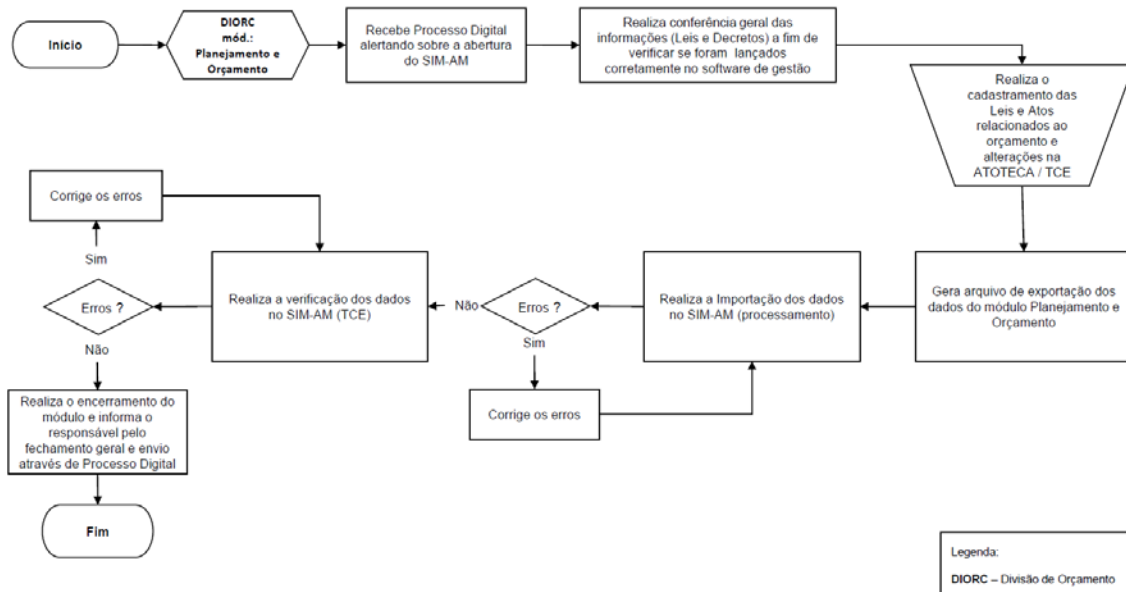 Início
DIORC
mód.:
Planejamento e
Orçamento
Recebe Processo Digital
alertando sobre a abertura
do SIM-AM
Realiza conferência geral das
informações (Leis e Decretos) a fim de
verificar se foram lançados
corretamente no software de gestão
Realiza o
cadastramento das
Leis e Atos
relacionados ao
orçamento e
alterações na
ATOTECA / TCE
Gera arquivo de exportação dos
dados do módulo Planejamento e
Orçamento
Realiza a Importação dos dados
no SIM-AM (processamento)
Erros ?
Sim
Corrige os erros
Não
Realiza a verificação dos dados
no SIM-AM (TCE)
Erros ?
Sim
Corrige os erros
Não
Realiza o encerramento do
módulo e informa o
responsável pelo
fechamento geral e envio
através de Processo Digital
Fim
Legenda:
DIORC – Divisão de Orçamento